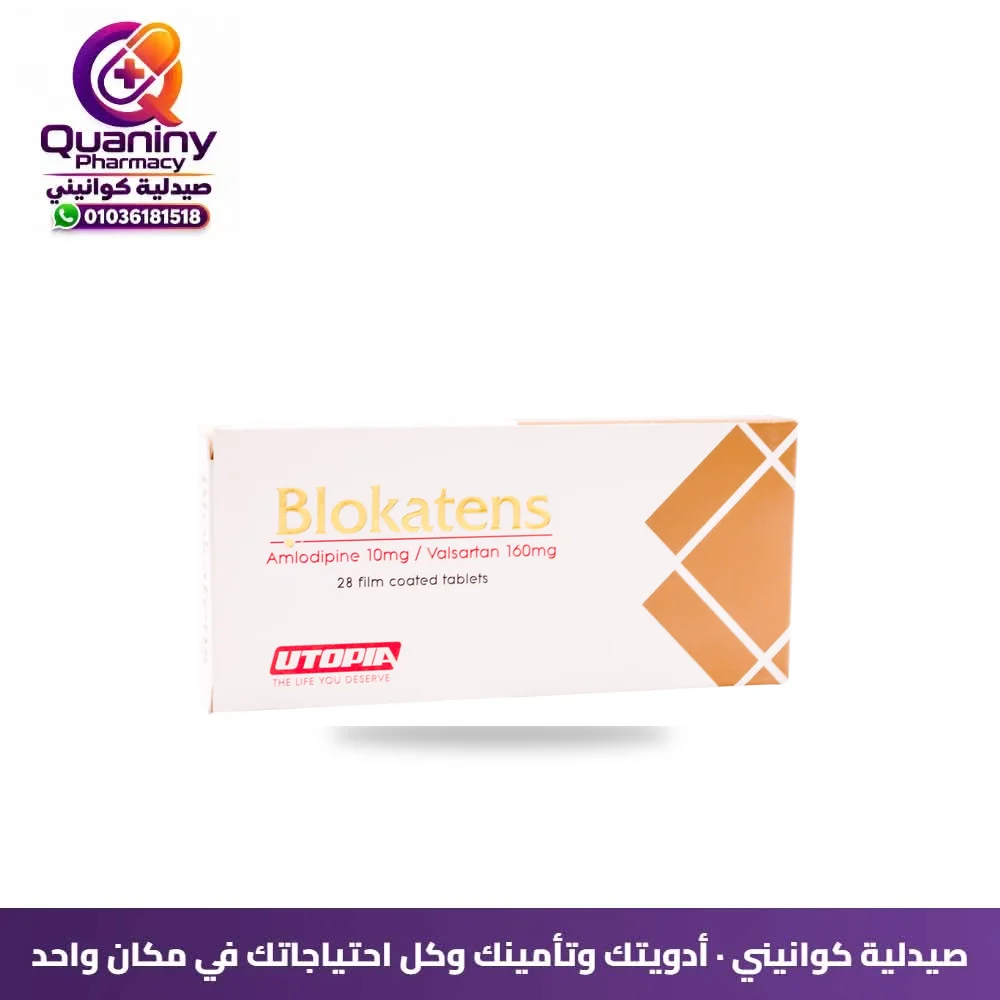 Quaniny
Pharmacy
صيدلية كوانيني
01036181518
Blokatens
Amlodipine 10mg / Valsartan 160mg
28 film coated tablets
UTOPIA
THE LIFE YOU DESERVE
صيدلية كوانيني · أدويتك وتأمينك وكل احتياجاتك في مكان واحد